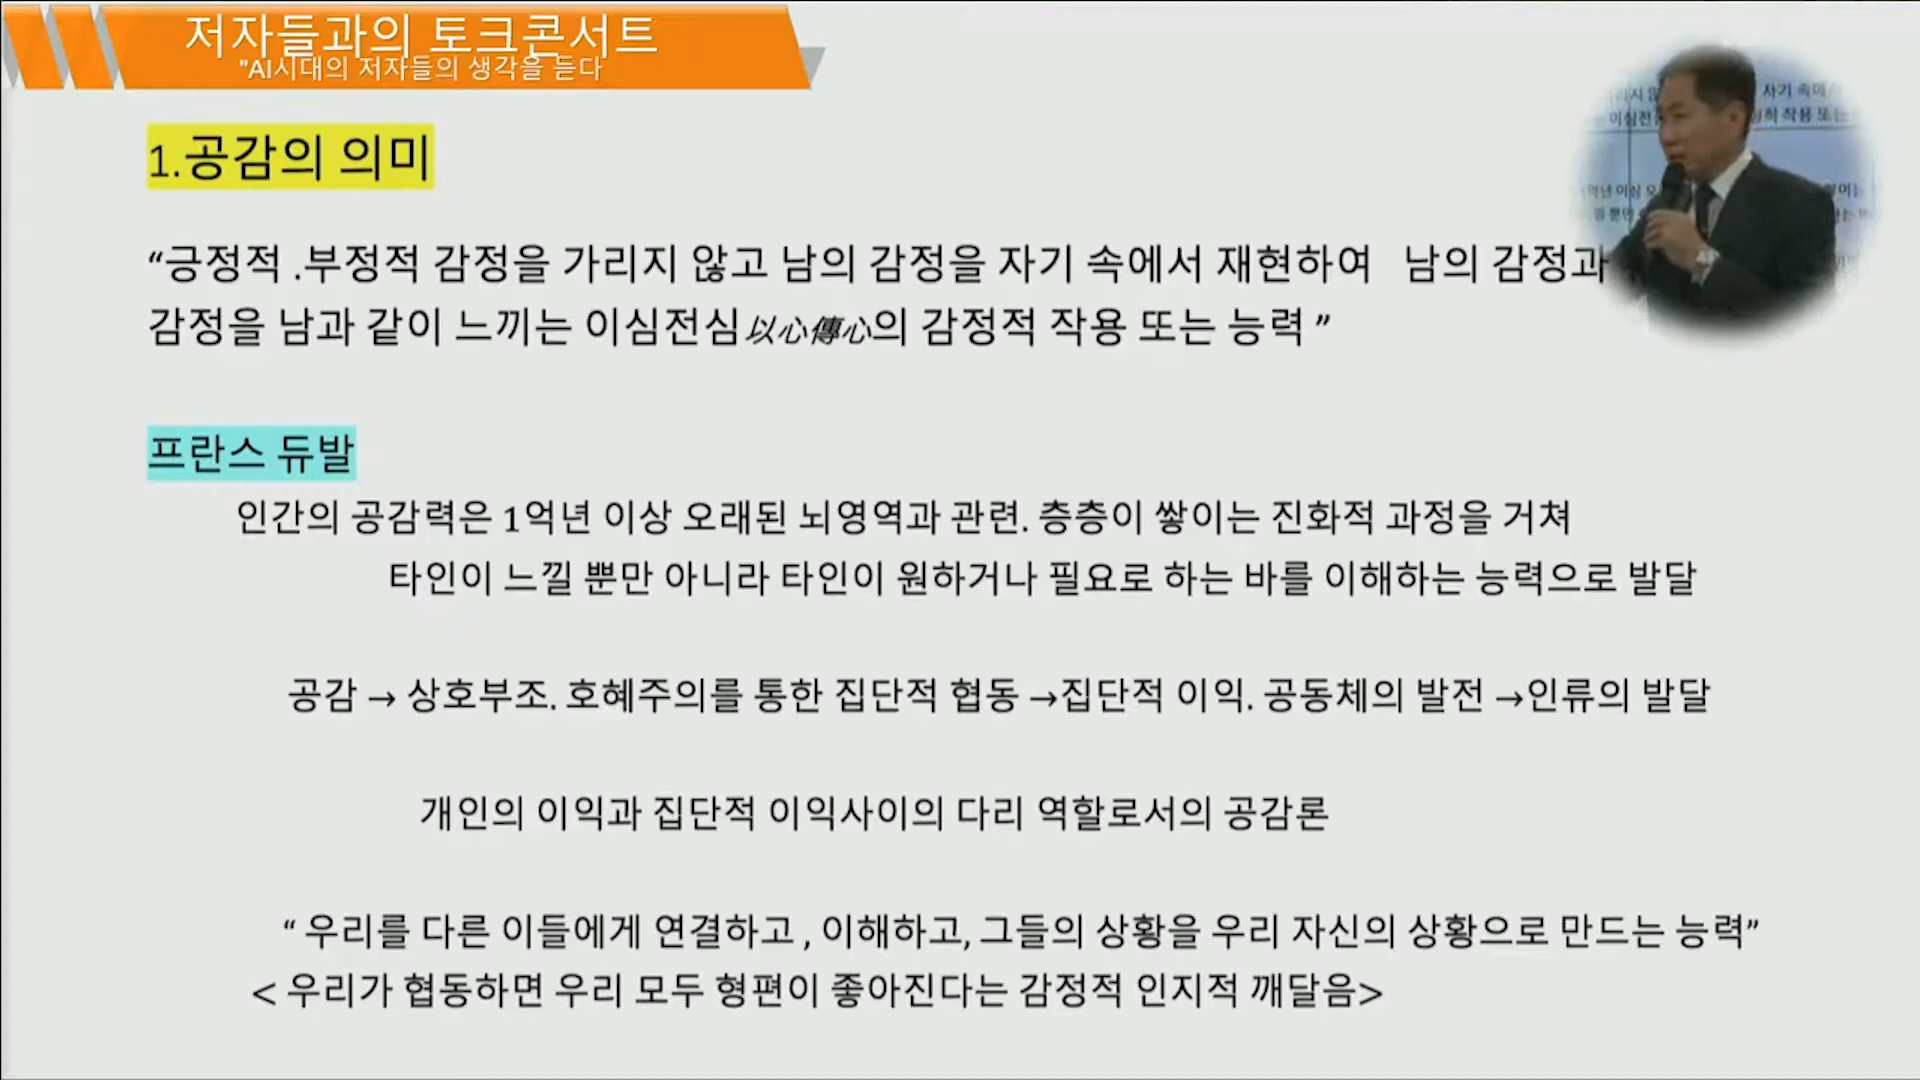 저자들과의 토크콘서트
"AI시대의 저자들의 생각을 듣다
1.공감의 의미
“긍정적 .부정적 감정을 가리지 않고 남의 감정을 자기 속에서 재현하여 남의 감정과
감정을 남과 같이 느끼는 이심전심以心傳心의 감정적 작용 또는 능력 ”
프란스 듀발
인간의 공감력은 1억년 이상 오래된 뇌영역과 관련. 층층이 쌓이는 진화적 과정을 거쳐
타인이 느낄 뿐만 아니라 타인이 원하거나 필요로 하는 바를 이해하는 능력으로 발달
공감 → 상호부조. 호혜주의를 통한 집단적 협동 →집단적 이익. 공동체의 발전 →인류의 발달
개인의 이익과 집단적 이익사이의 다리 역할로서의 공감론
“ 우리를 다른 이들에게 연결하고 , 이해하고, 그들의 상황을 우리 자신의 상황으로 만드는 능력”
< 우리가 협동하면 우리 모두 형편이 좋아진다는 감정적 인지적 깨달음>